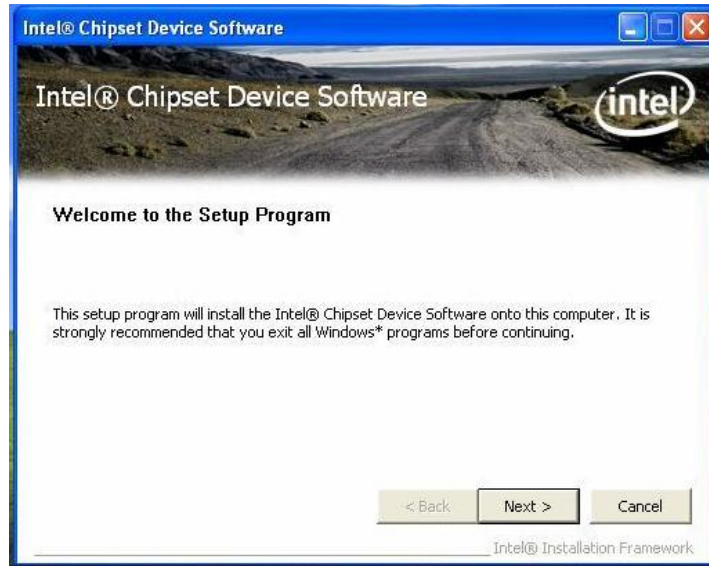 Intel® Chipset Device Software
Intel® Chipset Device Software
intel
Welcome to the Setup Program
This setup program will install the Intel® Chipset Device Software onto this computer. It is
strongly recommended that you exit all Windows* programs before continuing.
< Back Next > Cancel
Intel® Installation Framework